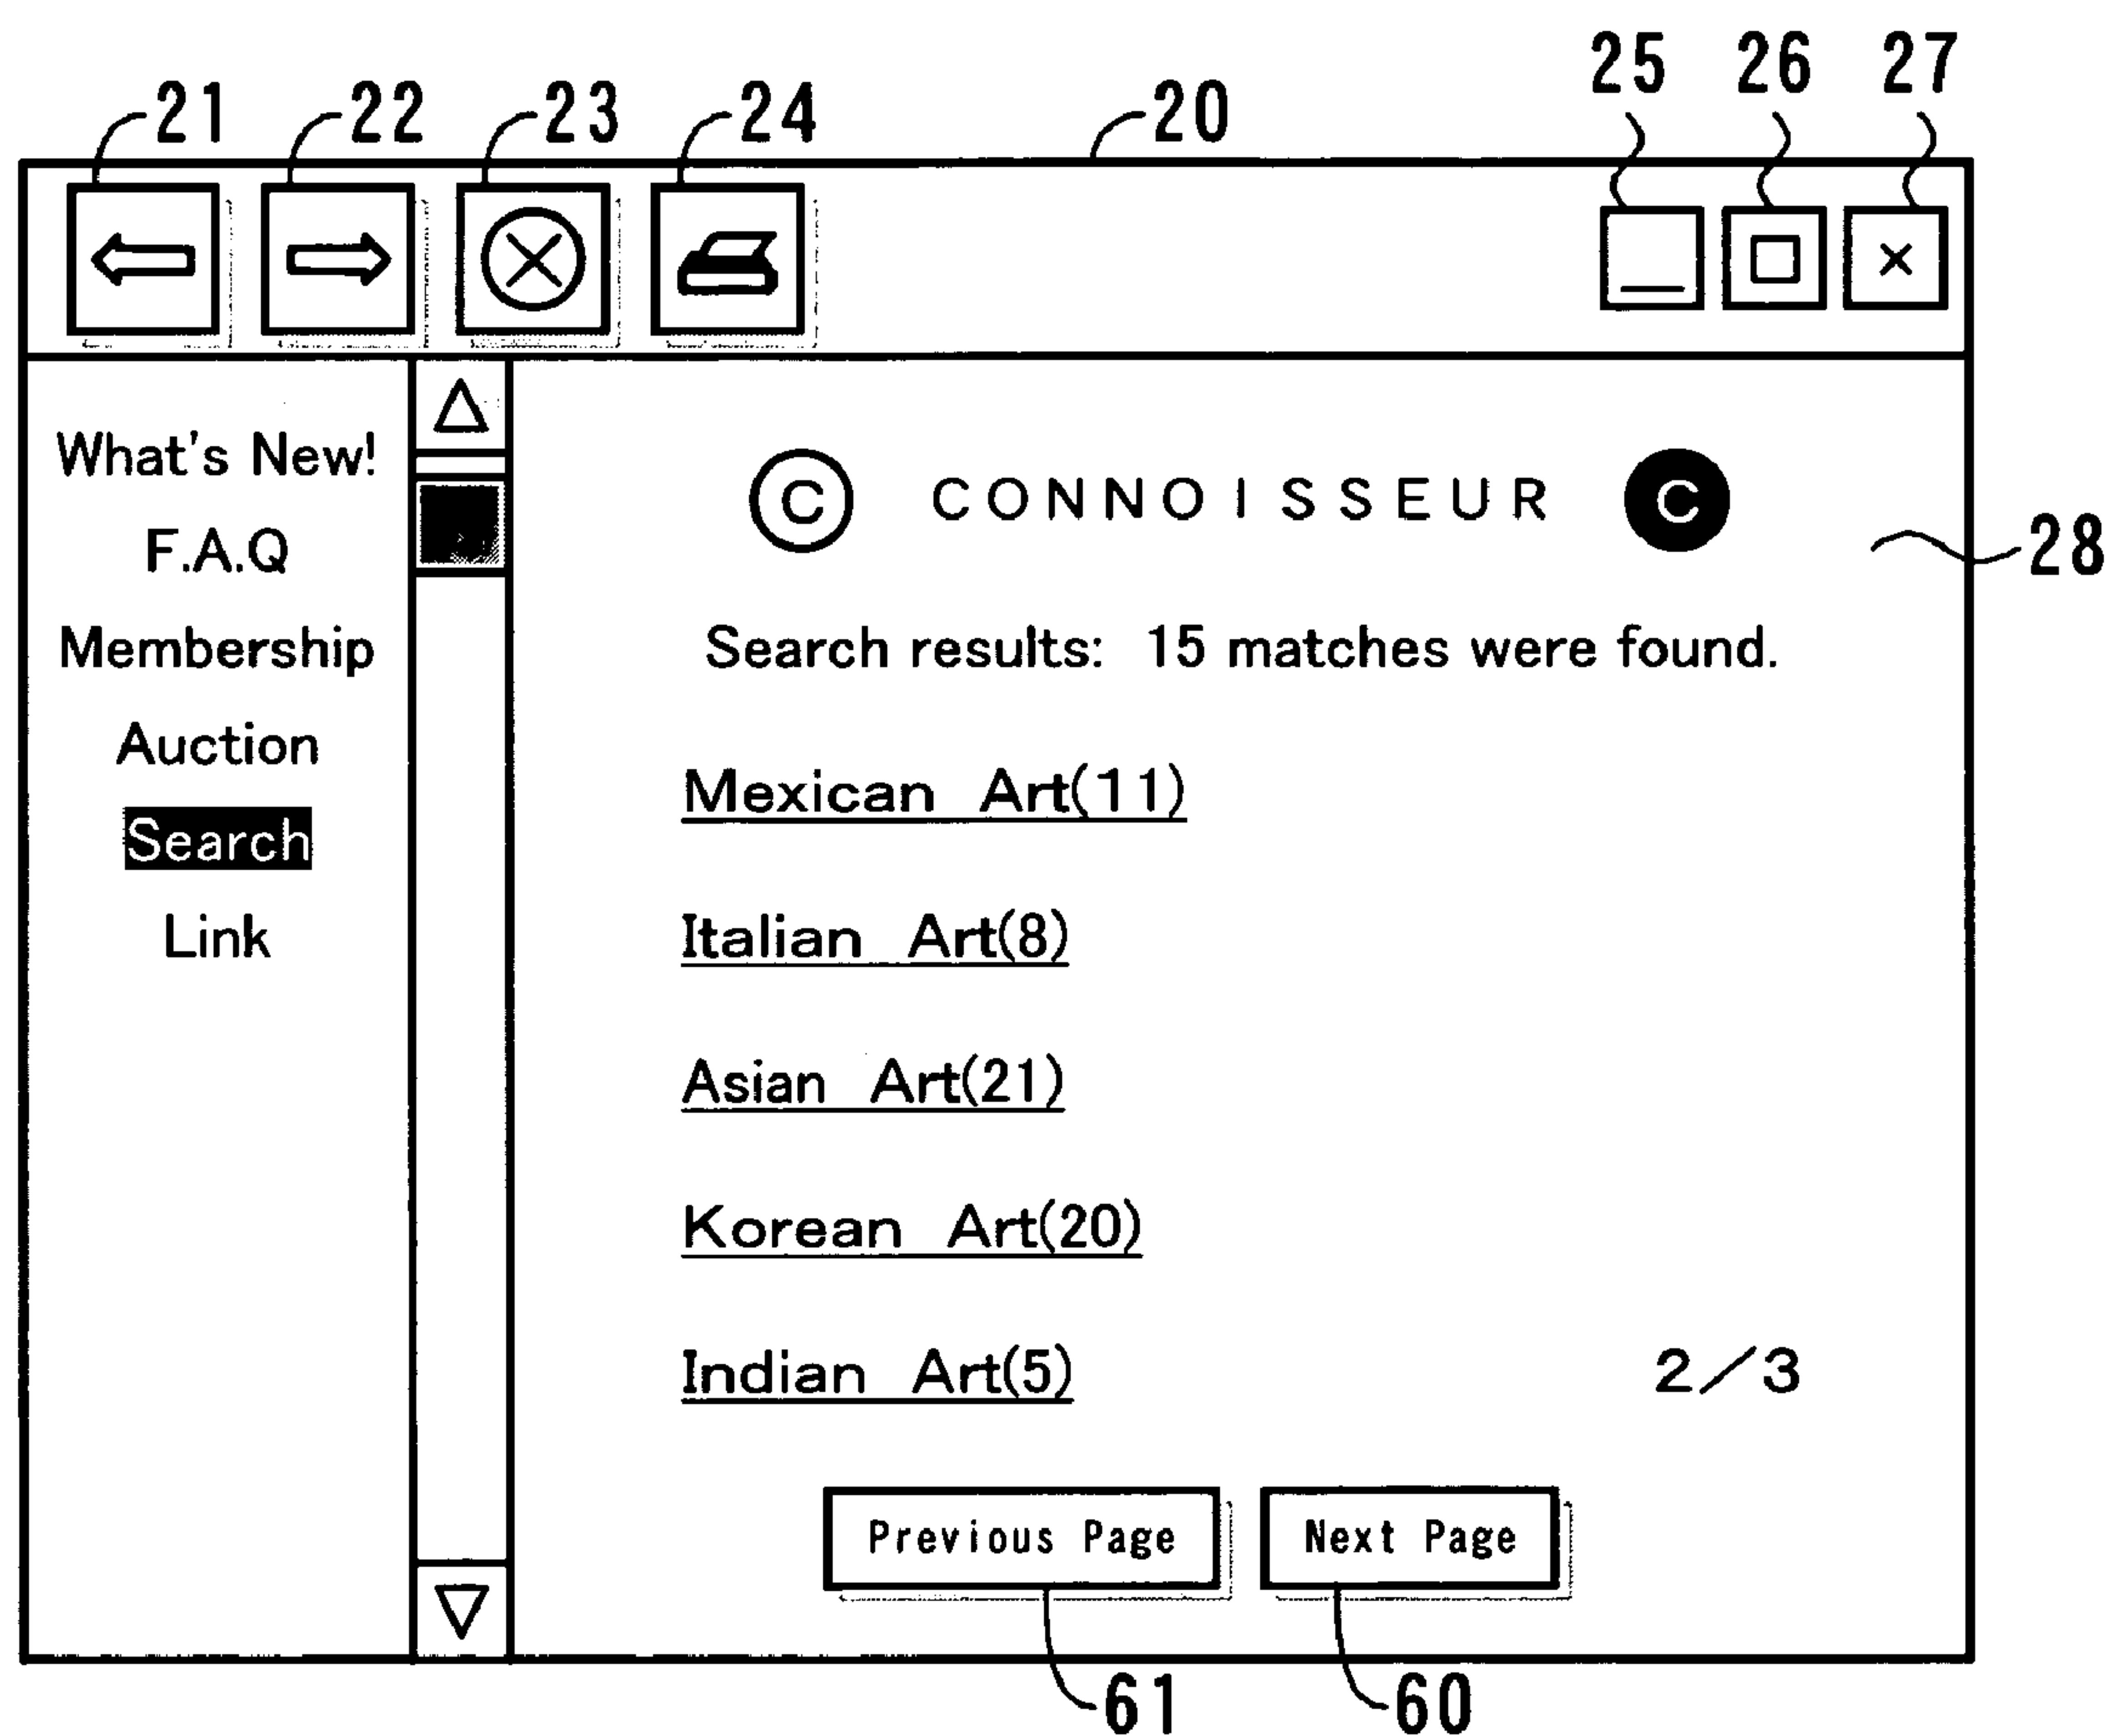 25 26 27
21 22 23 24 20
What's New!
F.A.Q
Membership
Auction
Search
Link
C CONNOISSEUR C
28
Search results: 15 matches were found.
Mexican Art(11)
Italian Art(8)
Asian Art(21)
Korean Art(20)
Indian Art(5)
2/3
Previous Page Next Page
61 60